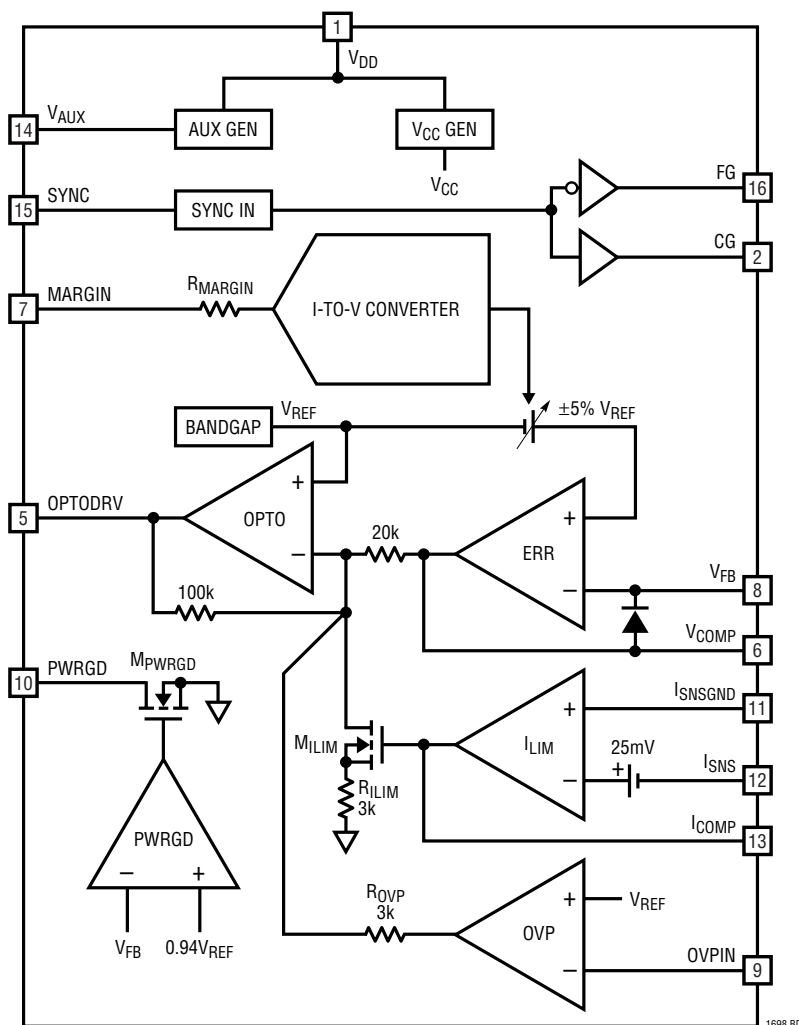 1
VDD
14
VAUX
AUX GEN
VCC GEN
VCC
15
SYNC
SYNC IN
FG
16
CG
2
7
MARGIN
RMARGIN
I-TO-V CONVERTER
BANDGAP
VREF
±5% VREF
5
OPTODRV
+
OPTO
–
20k
+
ERR
–
VFB
8
100k
VCOMP
6
10
PWRGD
MPWRGD
ISNSGND
11
MILIM
+
ILIM
–
25mV
+
ISNS
12
RILIM
3k
ICOMP
13
PWRGD
–
+
VFB
0.94VREF
ROVP
3k
+
VREF
OVP
–
OVPIN
9